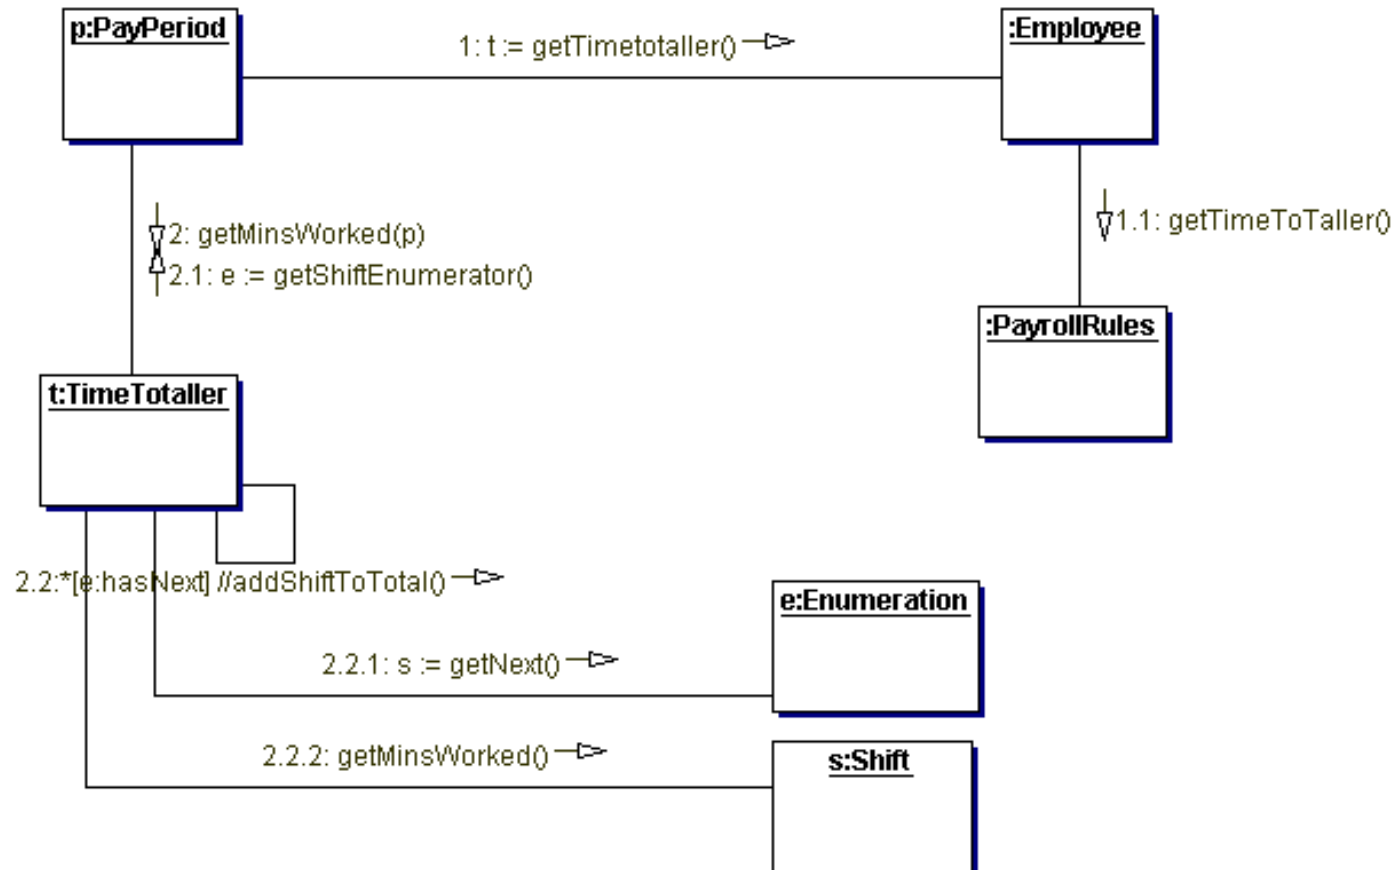 p:PayPeriod
1: t := getTimetotaller()
:Employee
2: getMinsWorked(p)
2.1: e := getShiftEnumerator()
1.1: getTimeToTaller()
:PayrollRules
t:TimeTotaller
2.2:*[e:hasNext] //addShiftToTotal()
e:Enumeration
2.2.1: s := getNext()
2.2.2: getMinsWorked()
s:Shift